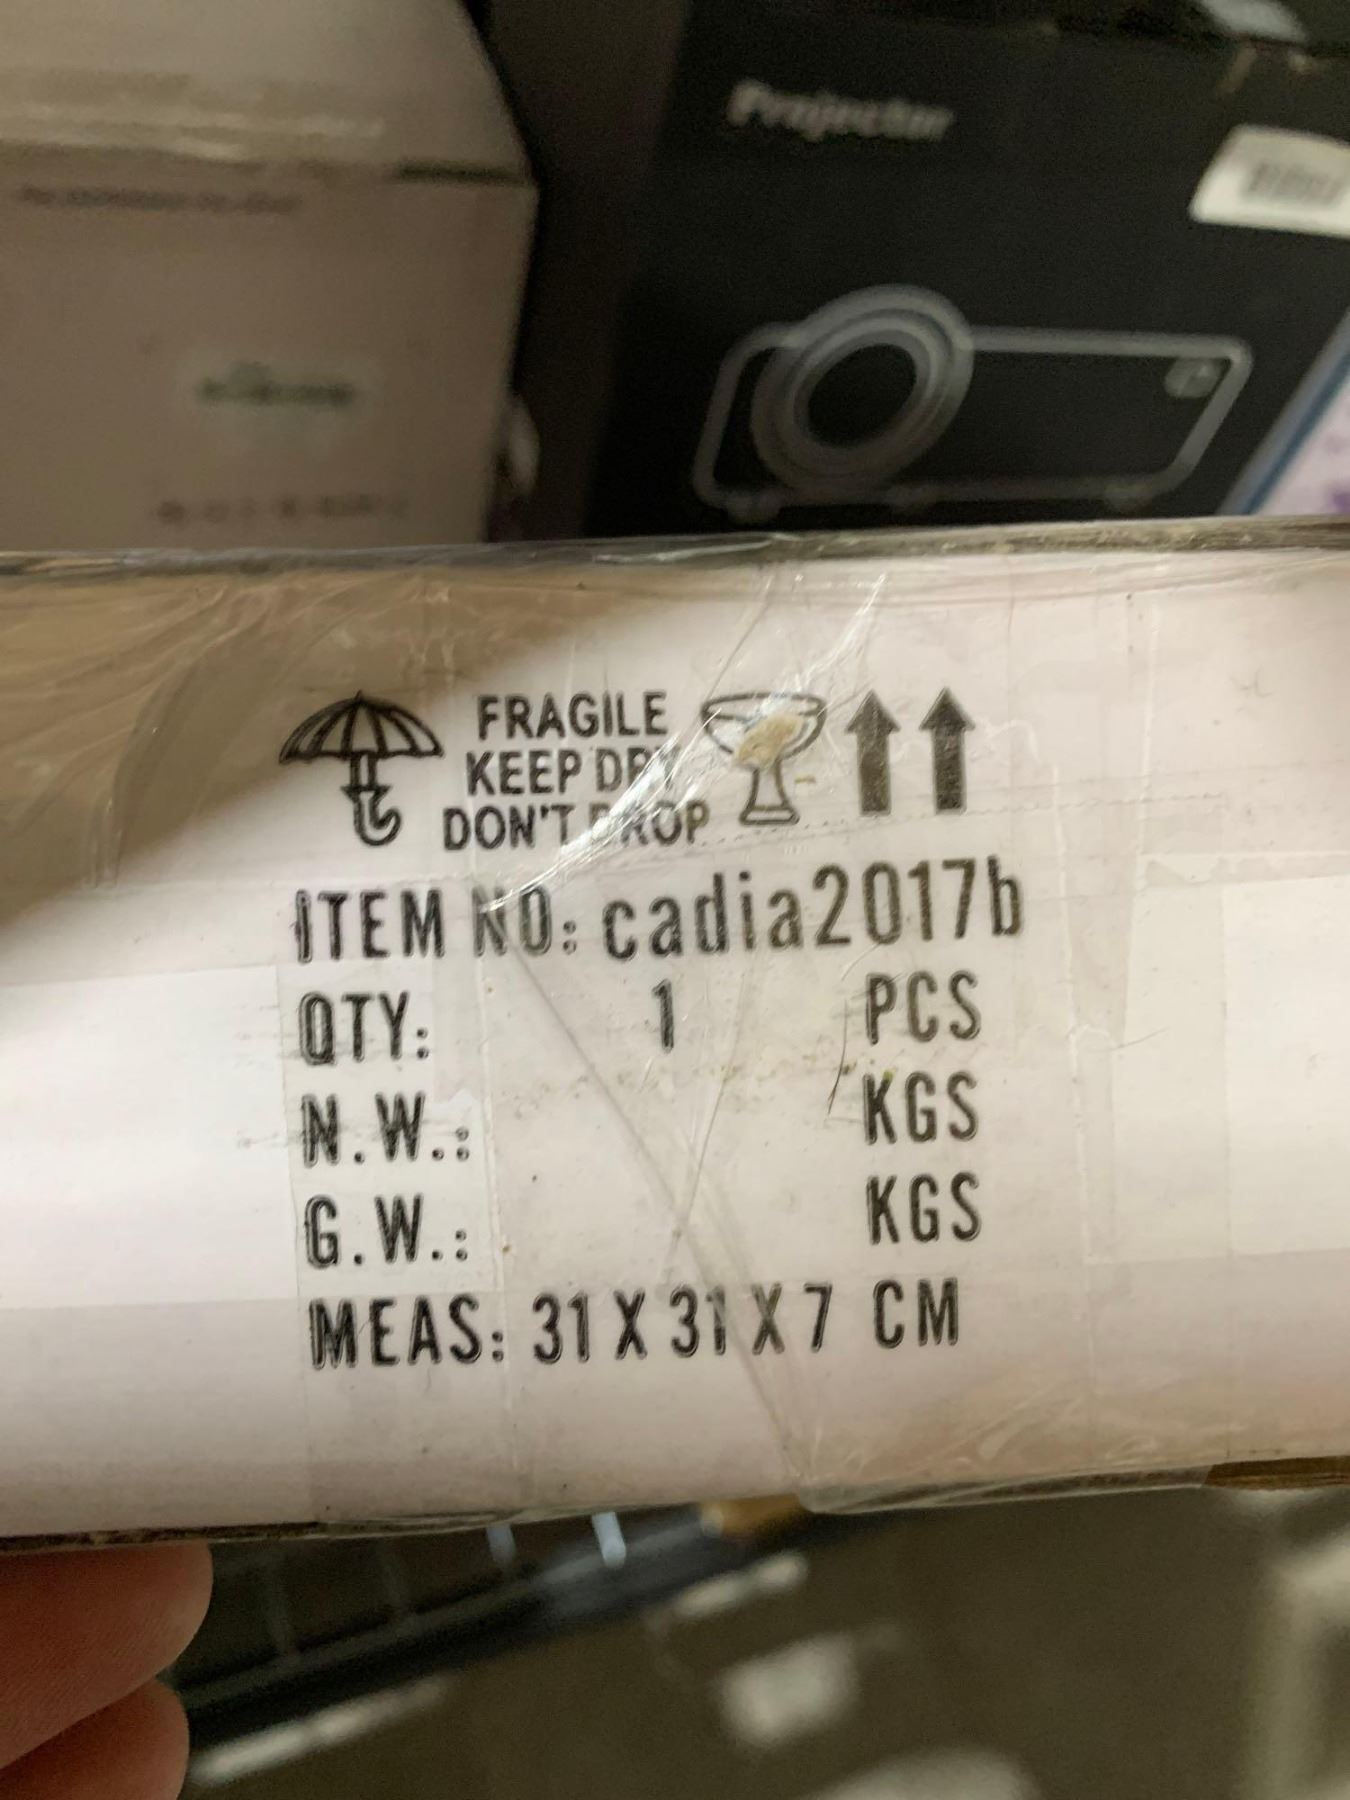 Projector
FRAGILE
KEEP DRY
DON'T DROP
ITEM NO: cadia2017b
QTY: 1 PCS
N.W.: KGS
G.W.: KGS
MEAS: 31 X 31 X 7 CM